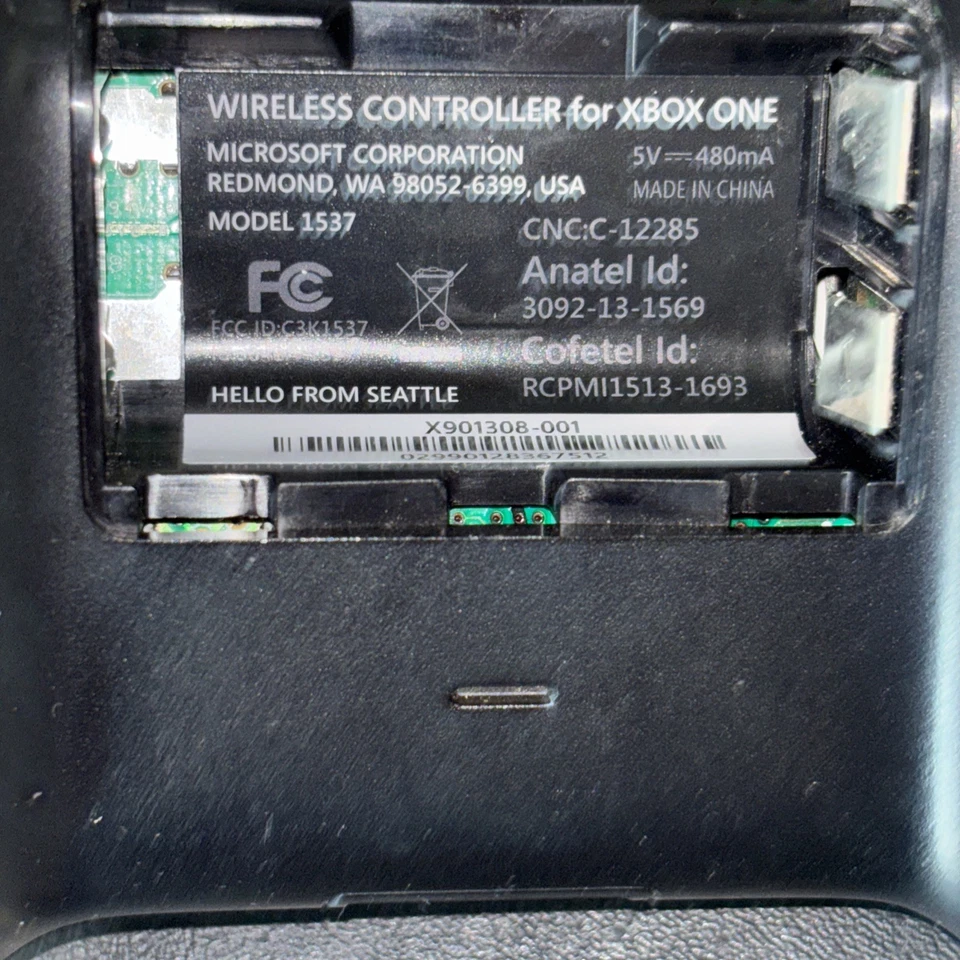 WIRELESS CONTROLLER for XBOX ONE
MICROSOFT CORPORATION
5V⎓480mA
REDMOND, WA 98052-6399, USA
MADE IN CHINA
MODEL 1537
CNC:C-12285
FC
Anatel Id:
3092-13-1569
FCC ID:C3K1537
Cofetel Id:
RCPMI1513-1693
HELLO FROM SEATTLE
X901308-001
02990128367512